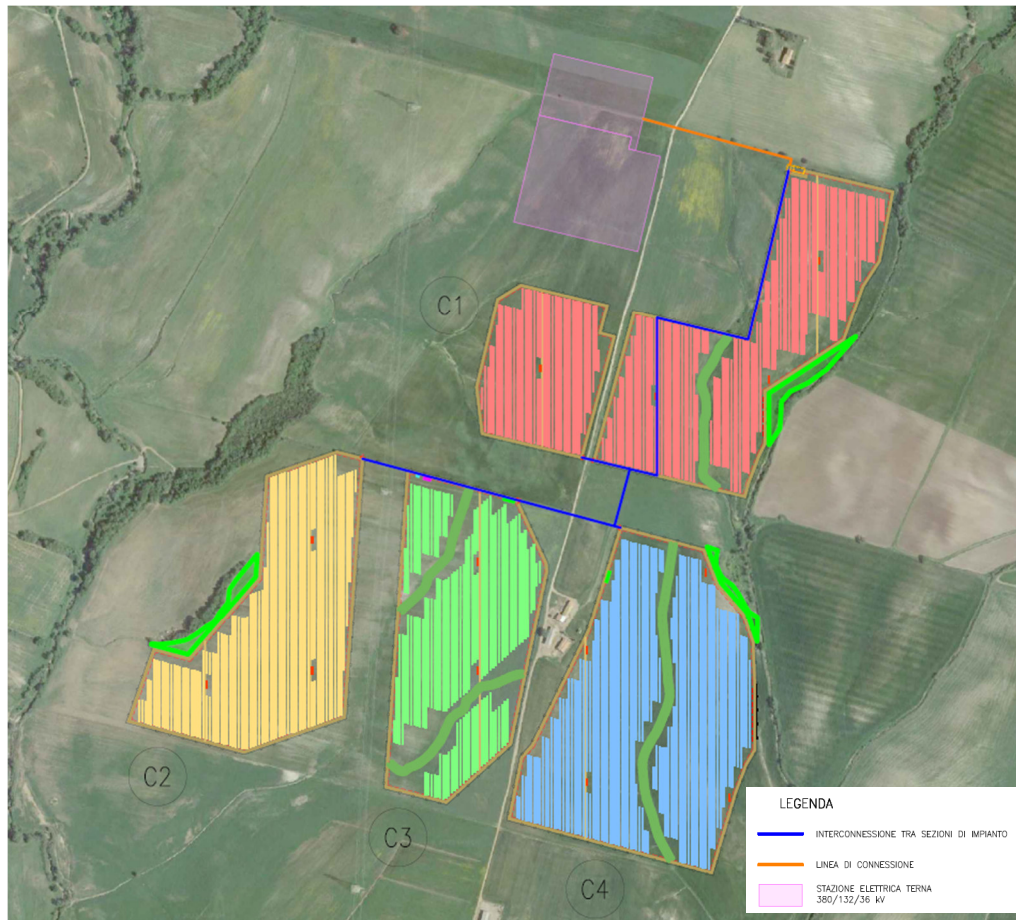 C1
C2
C3
C4
LEGENDA
INTERCONNESSIONE TRA SEZIONI DI IMPIANTO
LINEA DI CONNESSIONE
STAZIONE ELETTRICA TERNA
380/132/36 kV